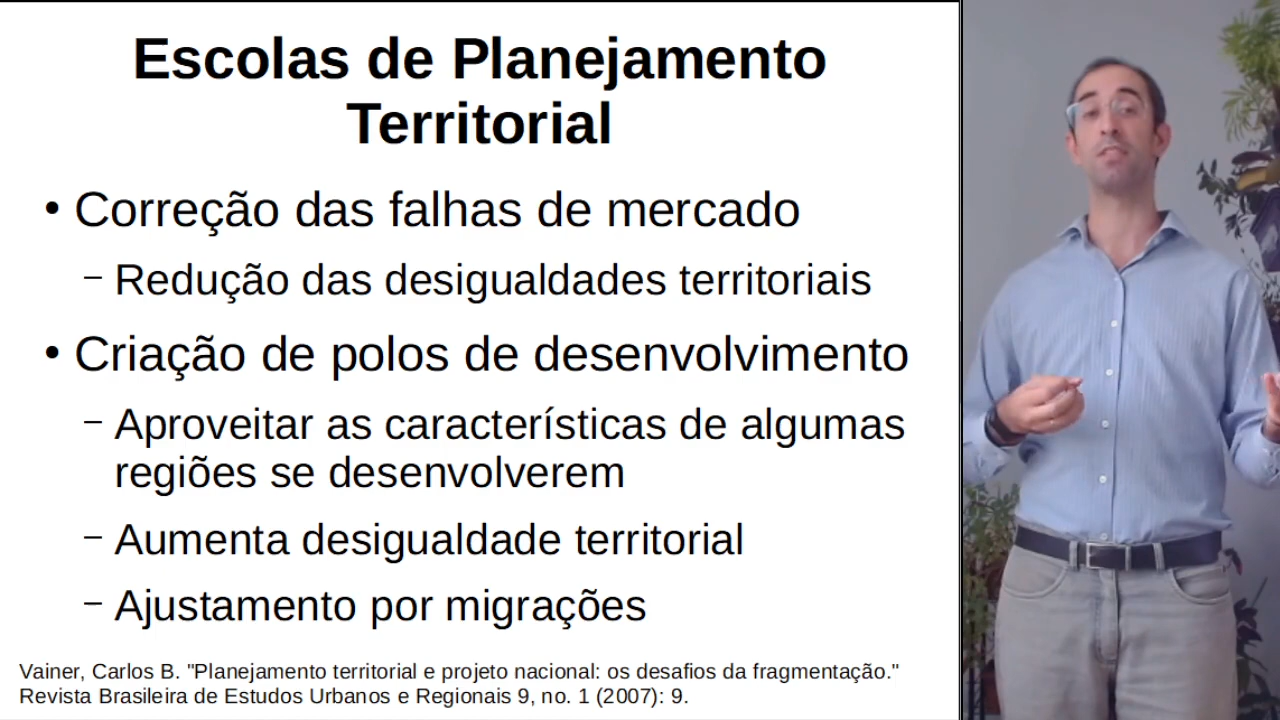 Escolas de Planejamento
Territorial
• Correção das falhas de mercado
– Redução das desigualdades territoriais
• Criação de polos de desenvolvimento
– Aproveitar as características de algumas
regiões se desenvolverem
– Aumenta desigualdade territorial
– Ajustamento por migrações
Vainer, Carlos B. "Planejamento territorial e projeto nacional: os desafios da fragmentação."
Revista Brasileira de Estudos Urbanos e Regionais 9, no. 1 (2007): 9.